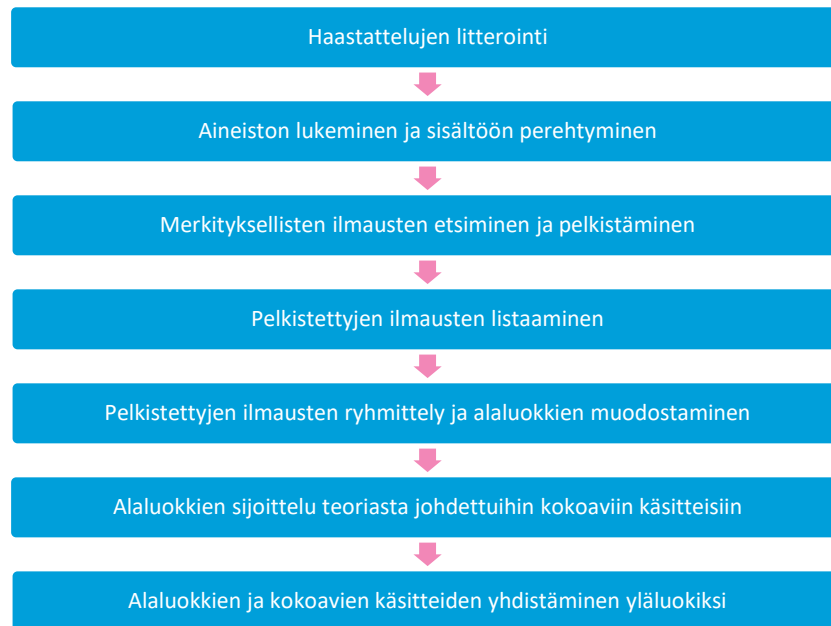 Haastattelujen litterointi
Aineiston lukeminen ja sisältöön perehtyminen
Merkityksellisten ilmausten etsiminen ja pelkistäminen
Pelkistettyjen ilmausten listaaminen
Pelkistettyjen ilmausten ryhmittely ja alaluokkien muodostaminen
Alaluokkien sijoittelu teoriasta johdettuihin kokoaviin käsitteisiin
Alaluokkien ja kokoavien käsitteiden yhdistäminen yläluokiksi